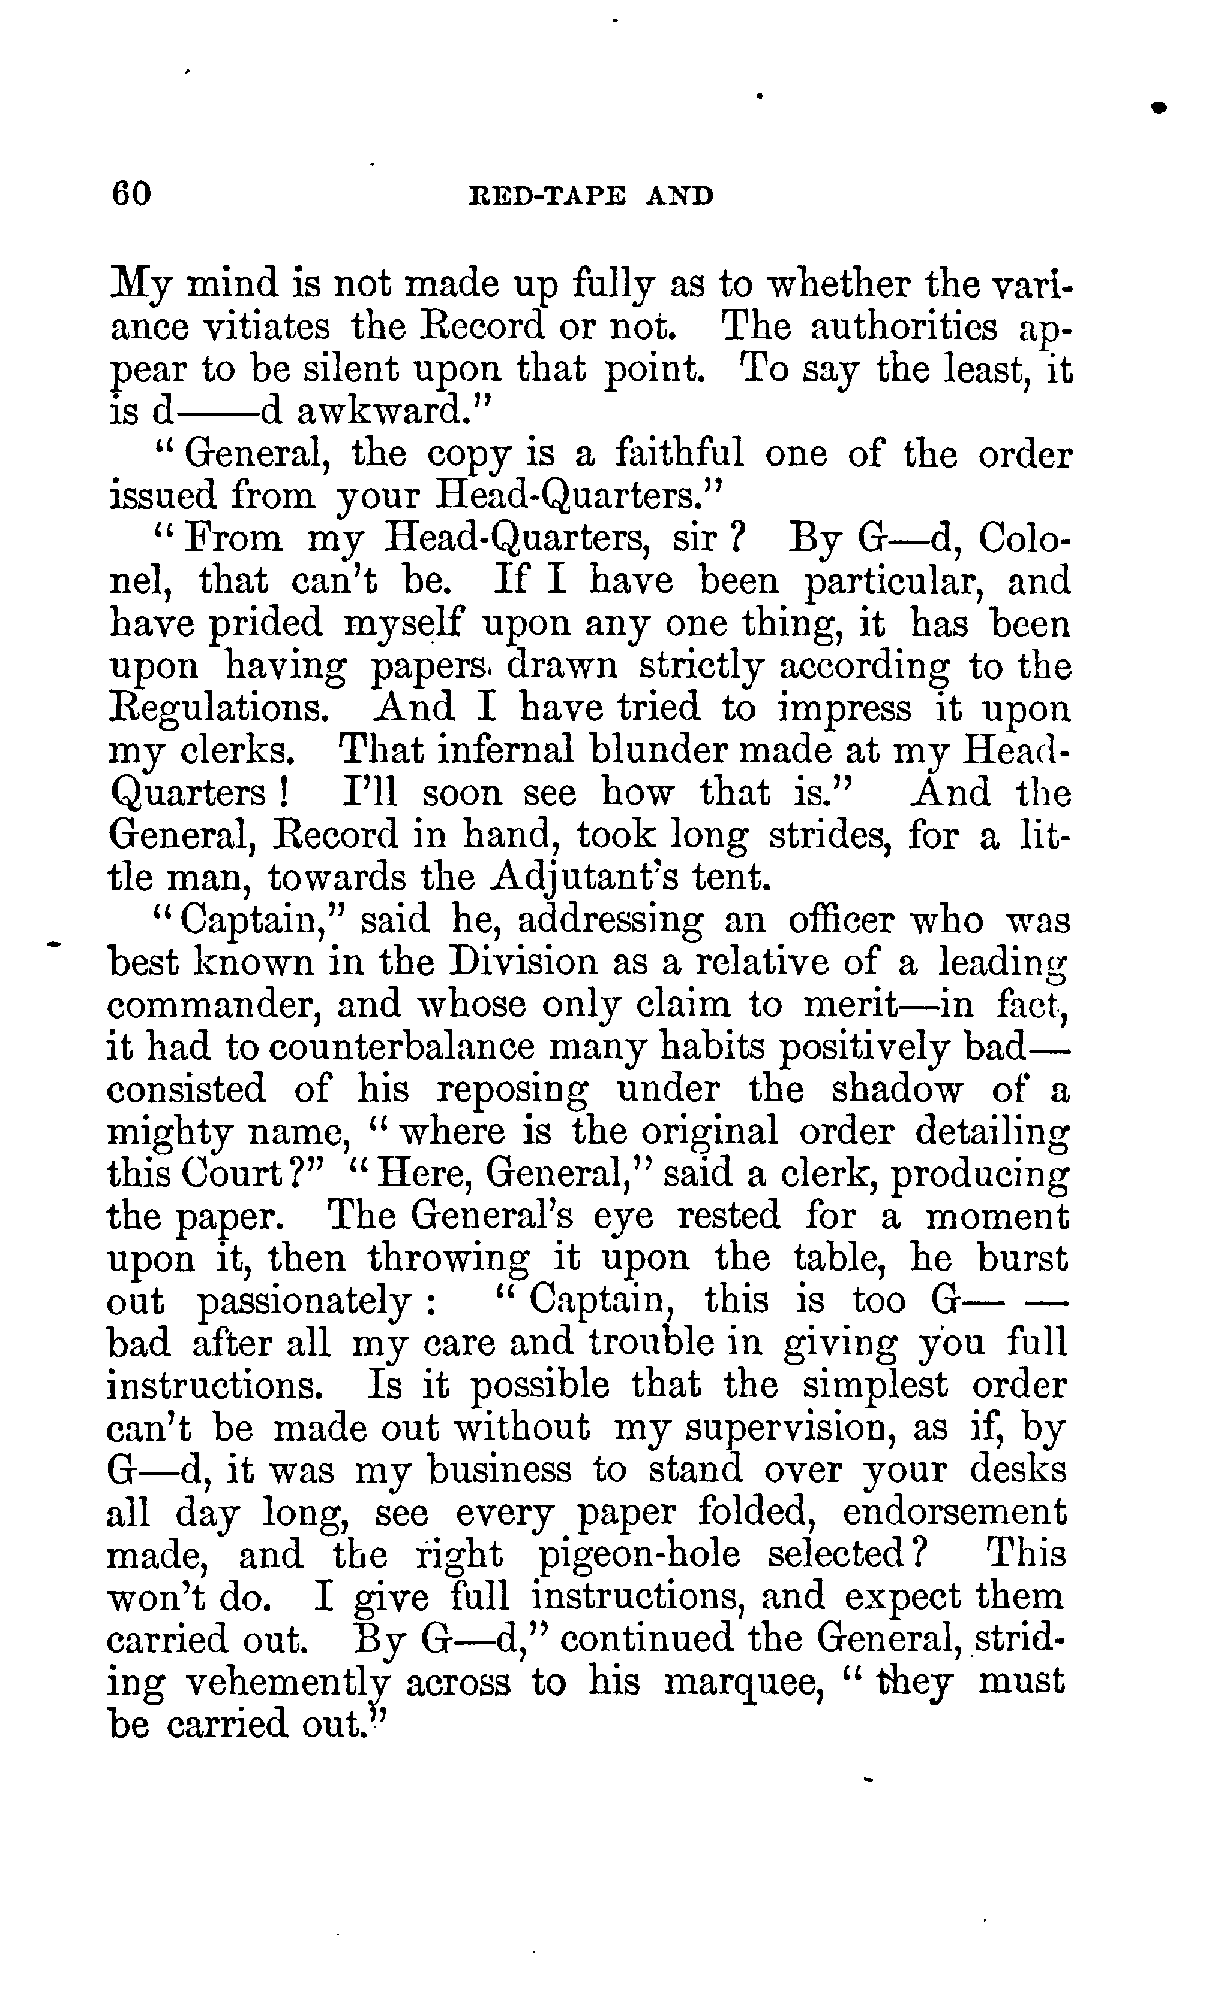 60 RED-TAPE AND
My mind is not made up fully as to whether the vari-
ance vitiates the Record or not. The authorities ap-
pear to be silent upon that point. To say the least, it
is d——d awkward."
"General, the copy is a faithful one of the order
issued from your Head-Quarters."
"From my Head-Quarters, sir? By G—d, Colo-
nel, that can't be. If I have been particular, and
have prided myself upon any one thing, it has been
upon having papers drawn strictly according to the
Regulations. And I have tried to impress it upon
my clerks. That infernal blunder made at my Head-
Quarters! I'll soon see how that is." And the
General, Record in hand, took long strides, for a lit-
tle man, towards the Adjutant's tent.
"Captain," said he, addressing an officer who was
best known in the Division as a relative of a leading
commander, and whose only claim to merit—in fact,
it had to counterbalance many habits positively bad—
consisted of his reposing under the shadow of a
mighty name, "where is the original order detailing
this Court?" "Here, General," said a clerk, producing
the paper. The General's eye rested for a moment
upon it, then throwing it upon the table, he burst
out passionately: "Captain, this is too G— —
bad after all my care and trouble in giving you full
instructions. Is it possible that the simplest order
can't be made out without my supervision, as if, by
G—d, it was my business to stand over your desks
all day long, see every paper folded, endorsement
made, and the right pigeon-hole selected? This
won't do. I give full instructions, and expect them
carried out. By G—d," continued the General, strid-
ing vehemently across to his marquee, "they must
be carried out."